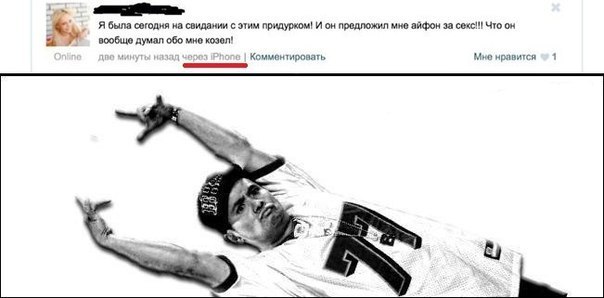 Я была сегодня на свидании с этим придурком! И он предложил мне айфон за секс!!! Что он
вообще думал обо мне козел!
Online две минуты назад через iPhone | Комментировать Мне нравится 1
77